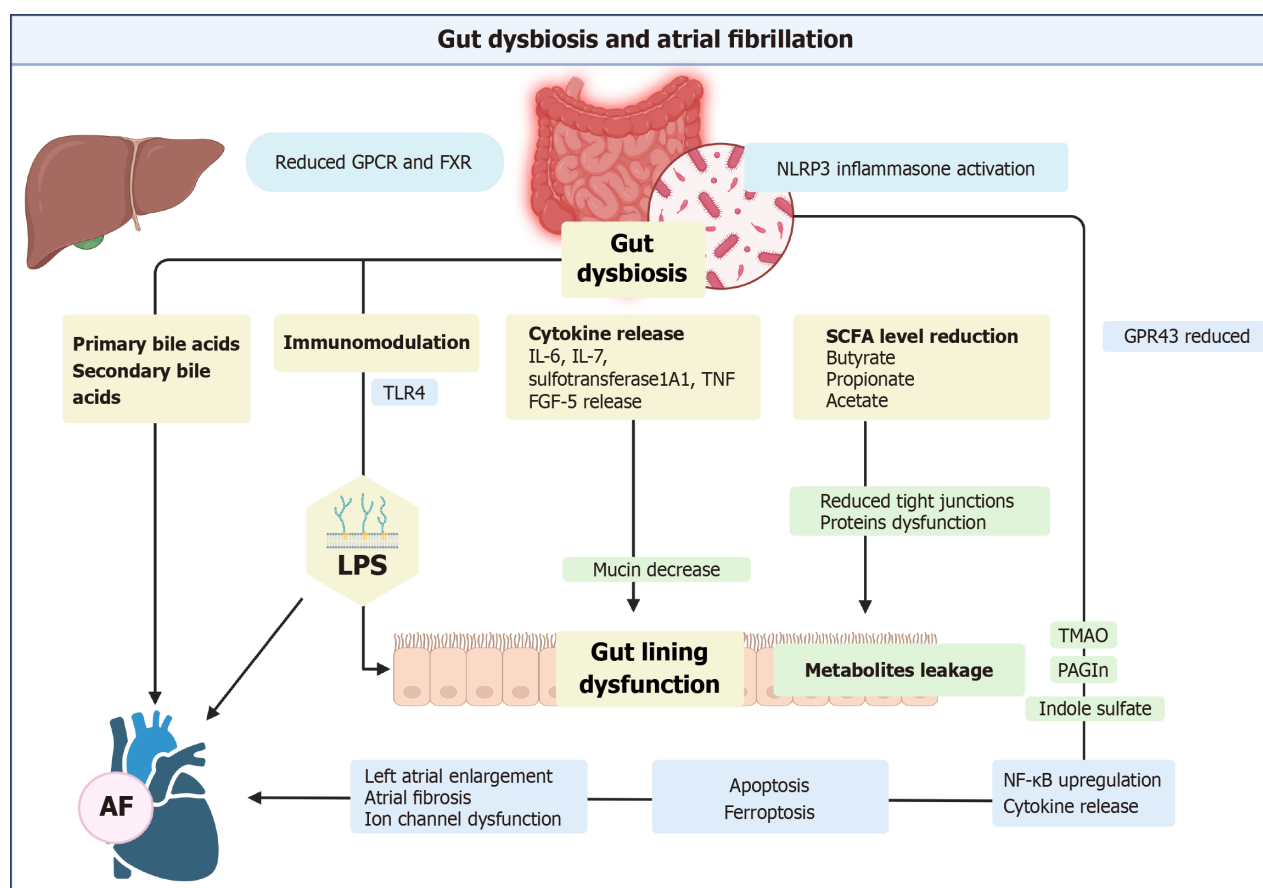 Gut dysbiosis and atrial fibrillation
Reduced GPCR and FXR
NLRP3 inflammasone activation
Gut
dysbiosis
Primary bile acids
Secondary bile
acids
Immunomodulation
TLR4
Cytokine release
IL-6, IL-7,
sulfotransferase1A1, TNF
FGF-5 release
SCFA level reduction
Butyrate
Propionate
Acetate
GPR43 reduced
Reduced tight junctions
Proteins dysfunction
LPS
Mucin decrease
Gut lining
dysfunction
Metabolites leakage
TMAO
PAGIn
Indole sulfate
AF
Left atrial enlargement
Atrial fibrosis
Ion channel dysfunction
Apoptosis
Ferroptosis
NF-κB upregulation
Cytokine release